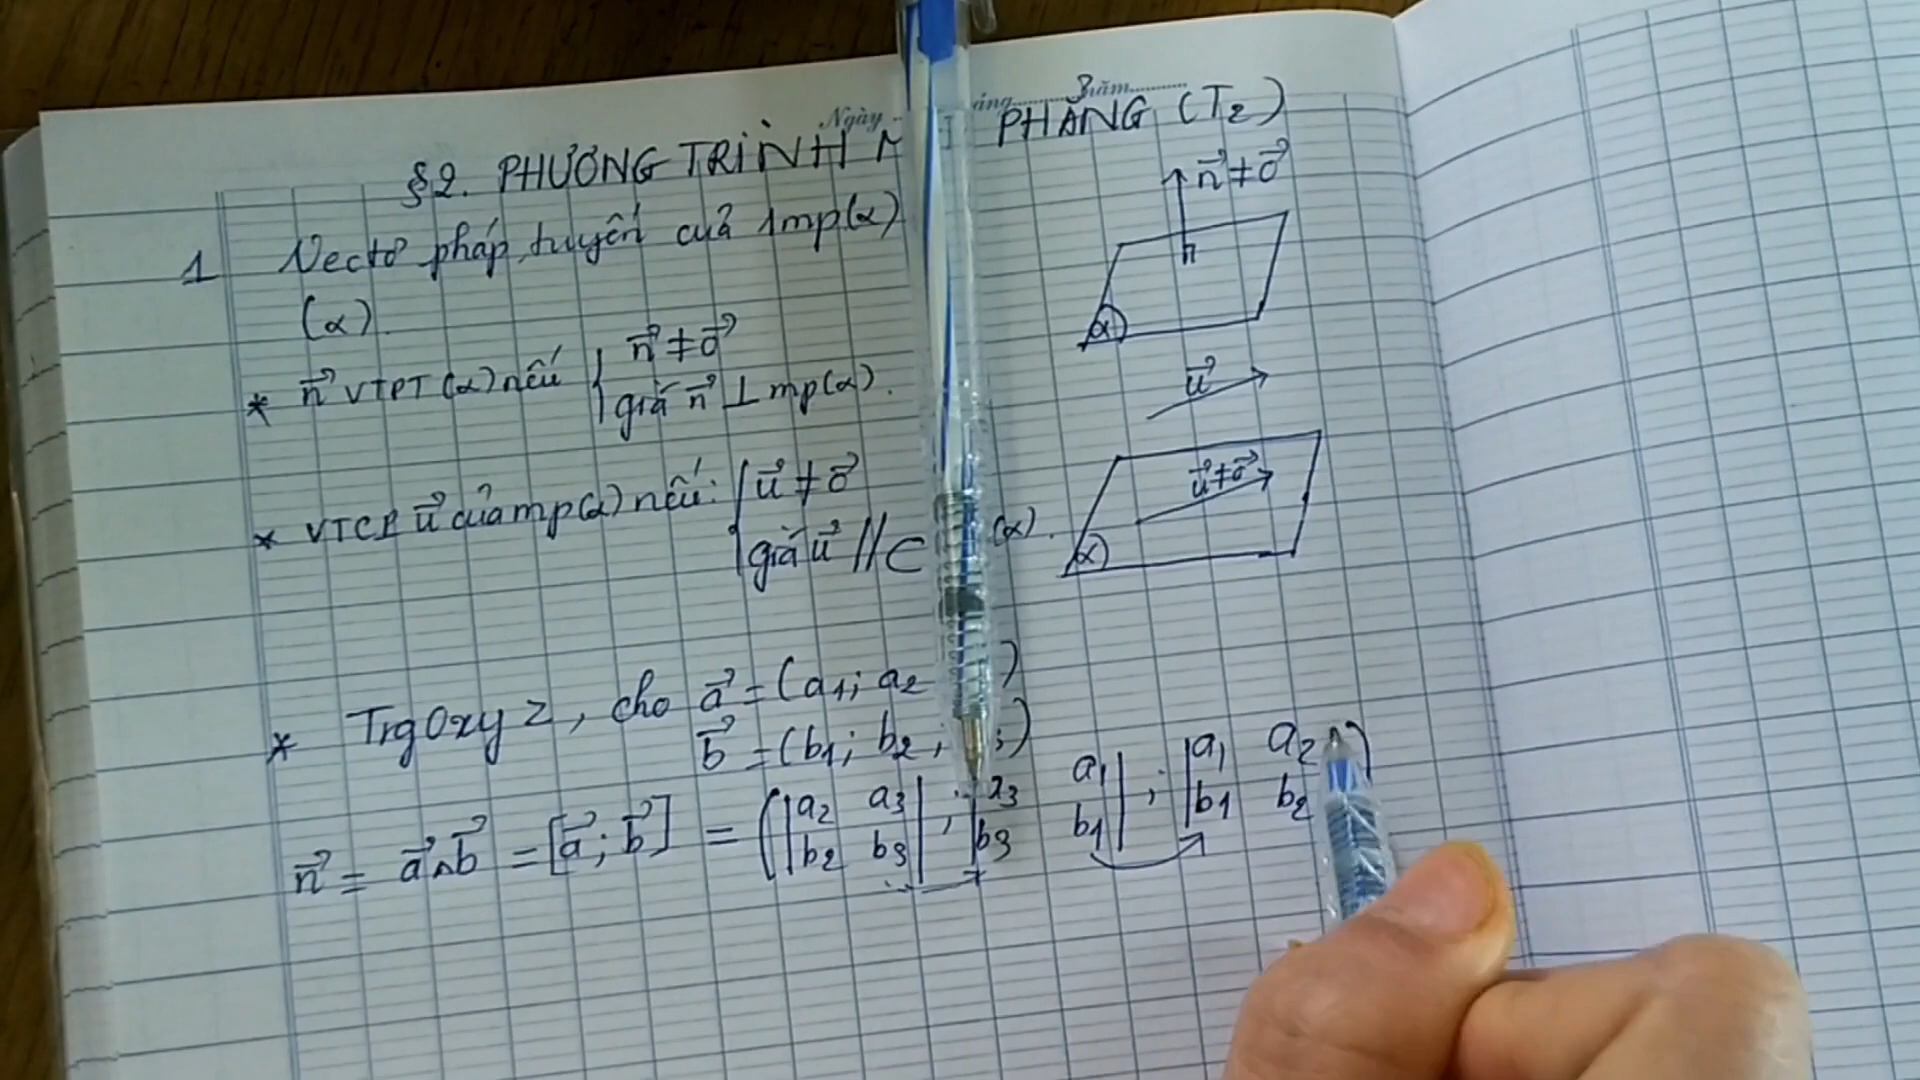 Ngày áng Năm
§2. PHƯƠNG TRÌNH M PHẲNG (T2)
1 Vectơ pháp tuyến của 1mp(α)
(α).
n⃗ ≠ 0⃗
(α)
* n⃗ VTPT (α) nếu { n⃗ ≠ 0⃗
giá n⃗ ⊥ mp(α).
u⃗
* VTCP u⃗ của mp(α) nếu: { u⃗ ≠ 0⃗
giá u⃗ // ⊂ (α).
u⃗ ≠ 0⃗
(α)
* Trg Oxyz, cho a⃗ = (a1; a2 )
b⃗ = (b1; b2, 3)
n⃗ = a⃗ ∧ b⃗ = [a⃗; b⃗] = (|a2 a3| ; |a3 a1| ; |a1 a2 )
|b2 b3| |b3 b1| |b1 b2